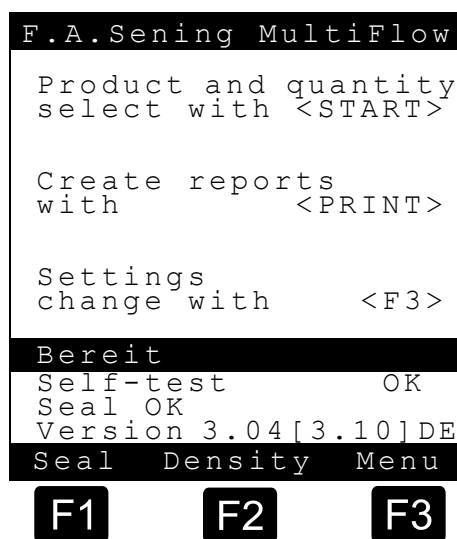 F.A.Sening MultiFlow
Product and quantity
select with <START>
Create reports
with <PRINT>
Settings
change with <F3>
Bereit
Self-test OK
Seal OK
Version 3.04[3.10]DE
Seal Density Menu
F1 F2 F3